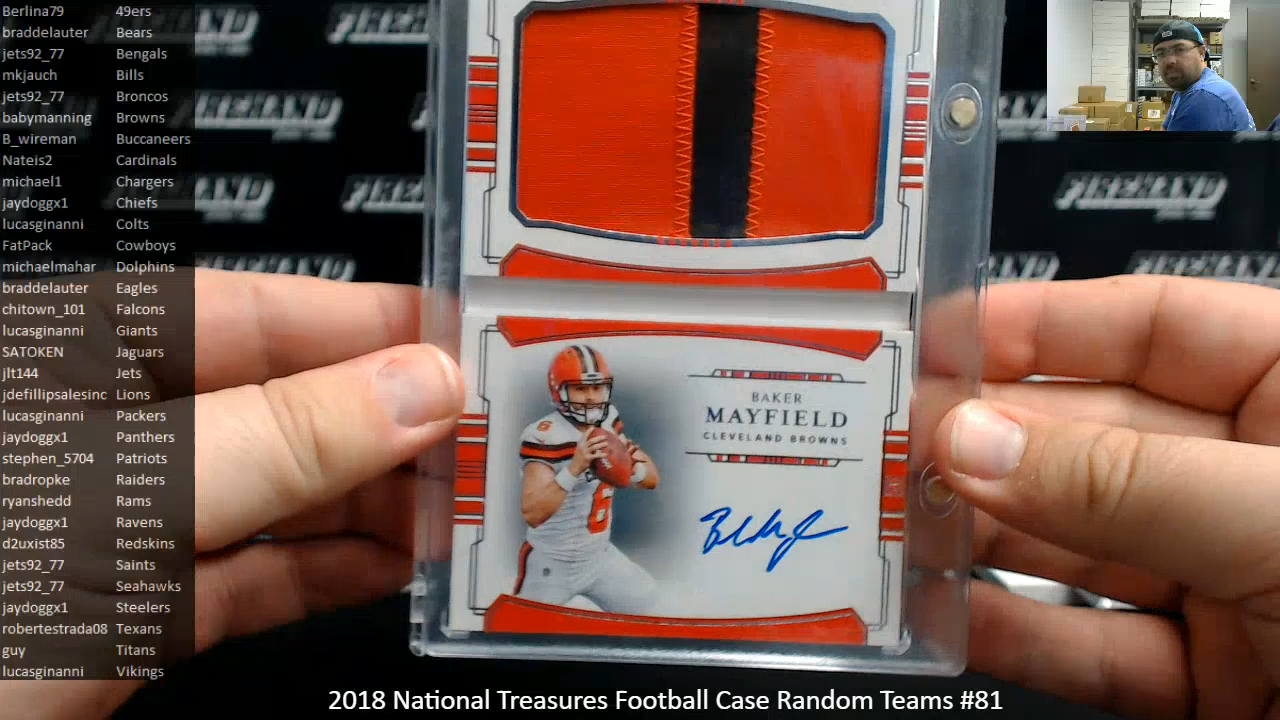 Berlina79 49ers
braddelauter Bears
jets92_77 Bengals
mkjauch Bills
jets92_77 Broncos
babymanning Browns
B_wireman Buccaneers
Nateis2 Cardinals
michael1 Chargers
jaydoggx1 Chiefs
lucasginanni Colts
FatPack Cowboys
michaelmahar Dolphins
braddelauter Eagles
chitown_101 Falcons
lucasginanni Giants
SATOKEN Jaguars
jlt144 Jets
jdefillipsalesinc Lions
lucasginanni Packers
jaydoggx1 Panthers
stephen_5704 Patriots
bradropke Raiders
ryanshedd Rams
jaydoggx1 Ravens
d2uxist85 Redskins
jets92_77 Saints
jets92_77 Seahawks
jaydoggx1 Steelers
robertestrada08 Texans
guy Titans
lucasginanni Vikings
FIREHAND
BAKER
MAYFIELD
CLEVELAND BROWNS
6
6
2018 National Treasures Football Case Random Teams #81